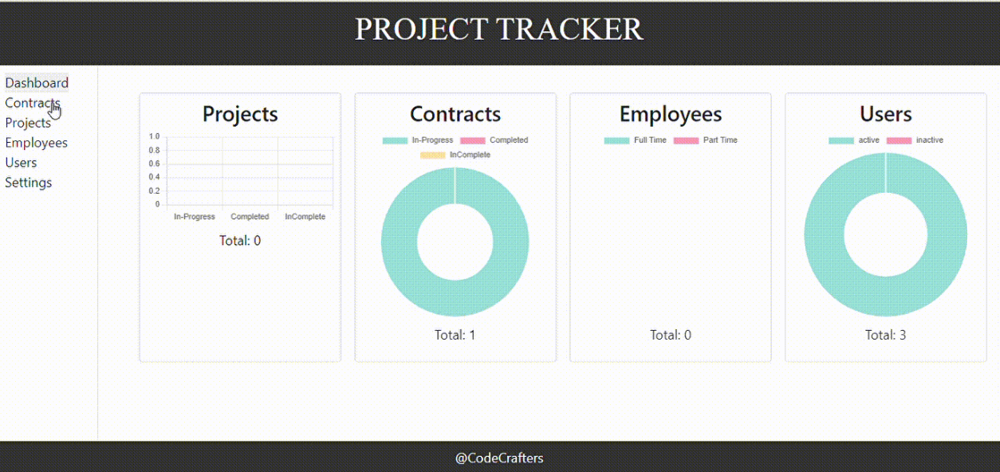 PROJECT TRACKER
Dashboard
Contracts
Projects
Employees
Users
Settings
Projects
1.0
0.8
0.6
0.4
0.2
0
In-Progress Completed InComplete
Total: 0
Contracts
In-Progress Completed
InComplete
Total: 1
Employees
Full Time Part Time
Total: 0
Users
active inactive
Total: 3
@CodeCrafters